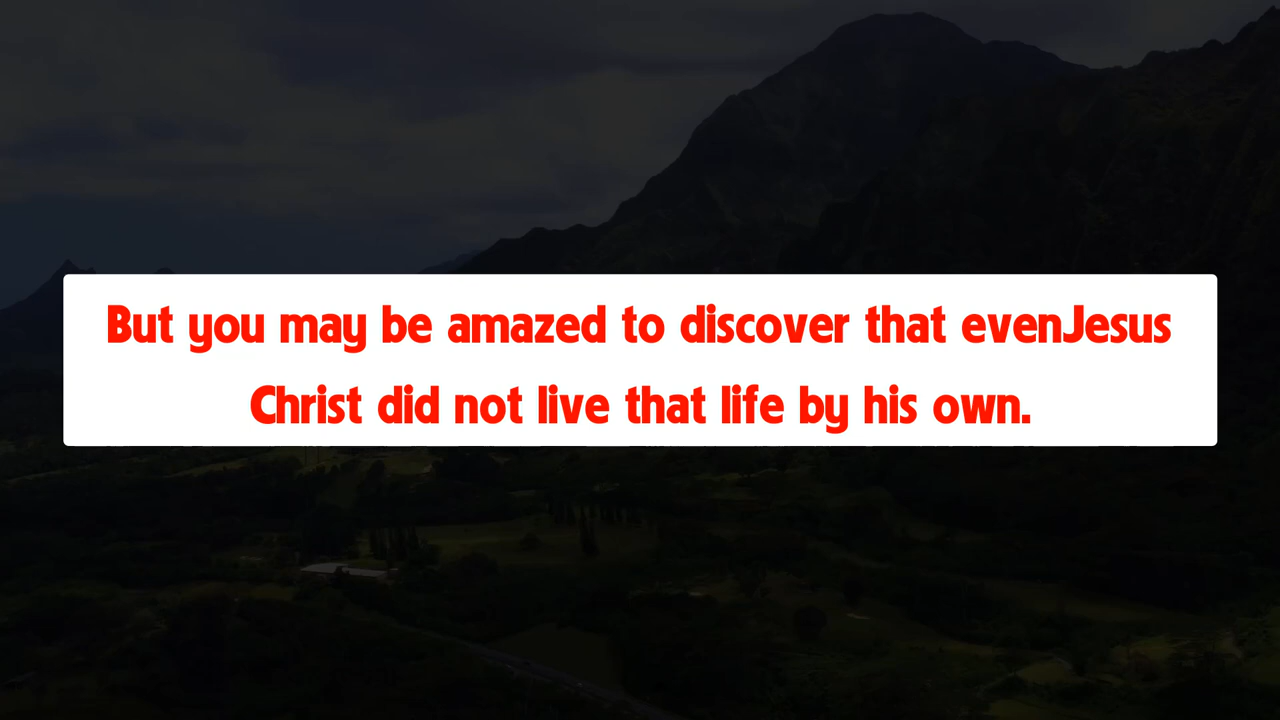 But you may be amazed to discover that evenJesus
Christ did not live that life by his own.